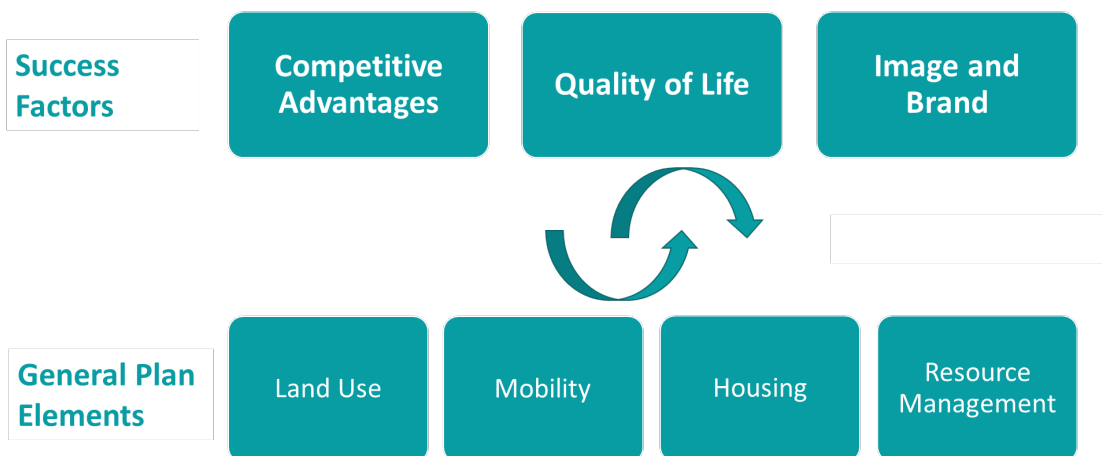 Success
Factors
Competitive
Advantages
Quality of Life
Image and
Brand
General Plan
Elements
Land Use
Mobility
Housing
Resource
Management